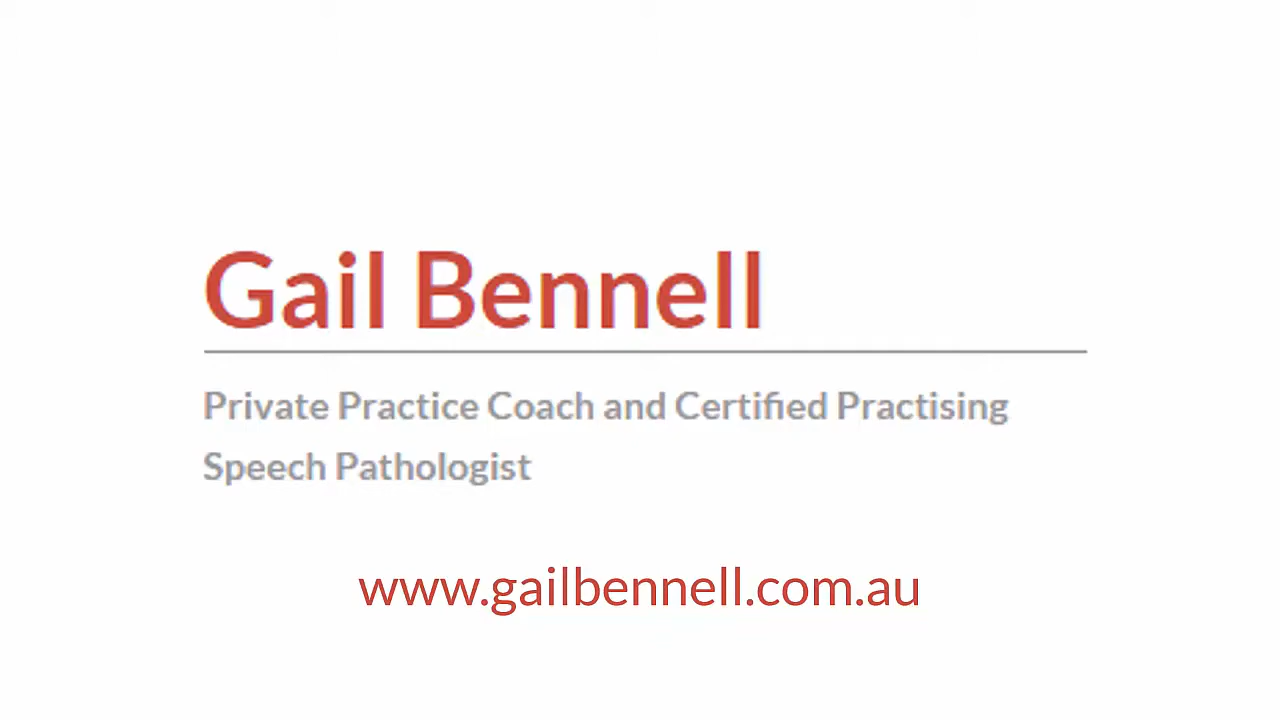 Gail Bennell
Private Practice Coach and Certified Practising
Speech Pathologist
www.gailbennell.com.au